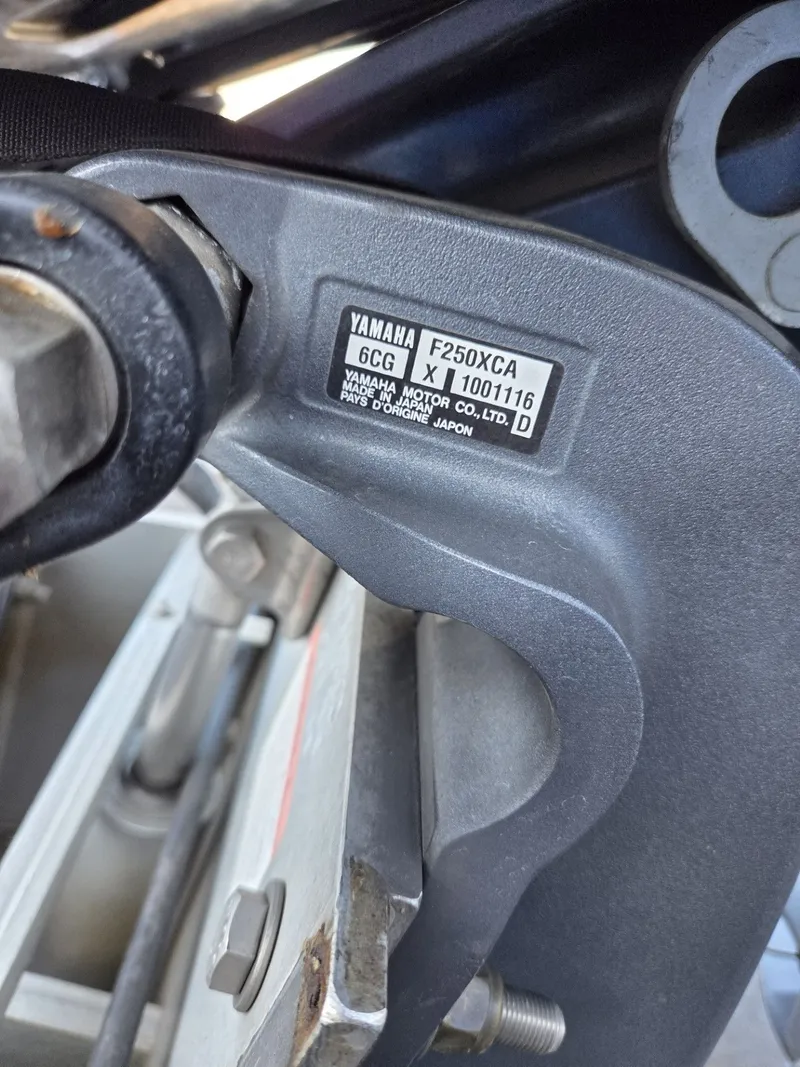 YAMAHA F250XCA
6CG X 1001116
YAMAHA MOTOR CO.,LTD. D
MADE IN JAPAN
PAYS D'ORIGINE JAPON